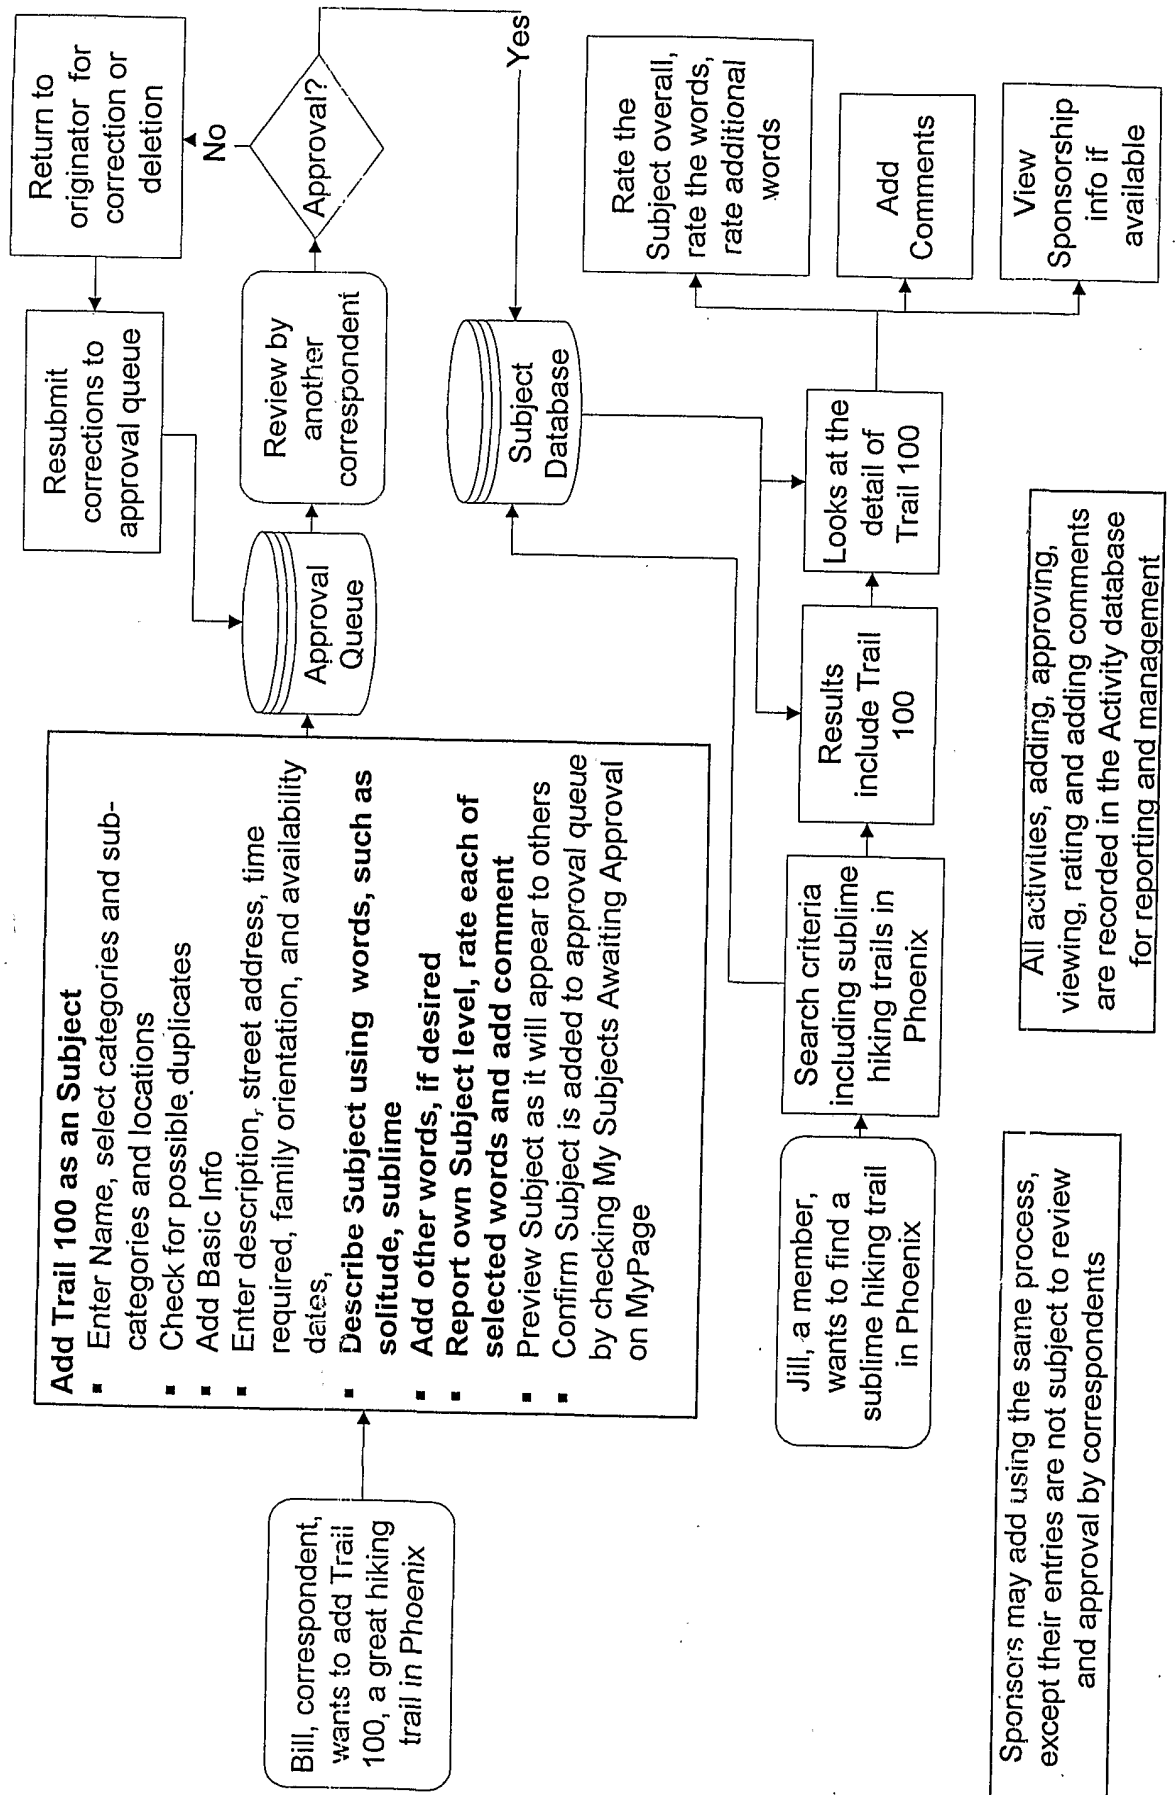 Bill, correspondent,
wants to add Trail
100, a great hiking
trail in Phoenix
Add Trail 100 as an Subject
▪ Enter Name, select categories and sub-
categories and locations
▪ Check for possible duplicates
▪ Add Basic Info
▪ Enter description, street address, time
required, family orientation, and availability
dates,
▪ Describe Subject using words, such as
solitude, sublime
▪ Add other words, if desired
▪ Report own Subject level, rate each of
selected words and add comment
▪ Preview Subject as it will appear to others
▪ Confirm Subject is added to approval queue
by checking My Subjects Awaiting Approval
on MyPage
Approval
Queue
Review by
another
correspondent
Approval?
No
Yes
Return to
originator for
correction or
deletion
Resubmit
corrections to
approval queue
Subject
Database
Jill, a member,
wants to find a
sublime hiking trail
in Phoenix
Search criteria
including sublime
hiking trails in
Phoenix
Results
include Trail
100
Looks at the
detail of
Trail 100
Rate the
Subject overall,
rate the words,
rate additional
words
Add
Comments
View
Sponsorship
info if
available
Sponsors may add using the same process,
except their entries are not subject to review
and approval by correspondents
All activities, adding, approving,
viewing, rating and adding comments
are recorded in the Activity database
for reporting and management